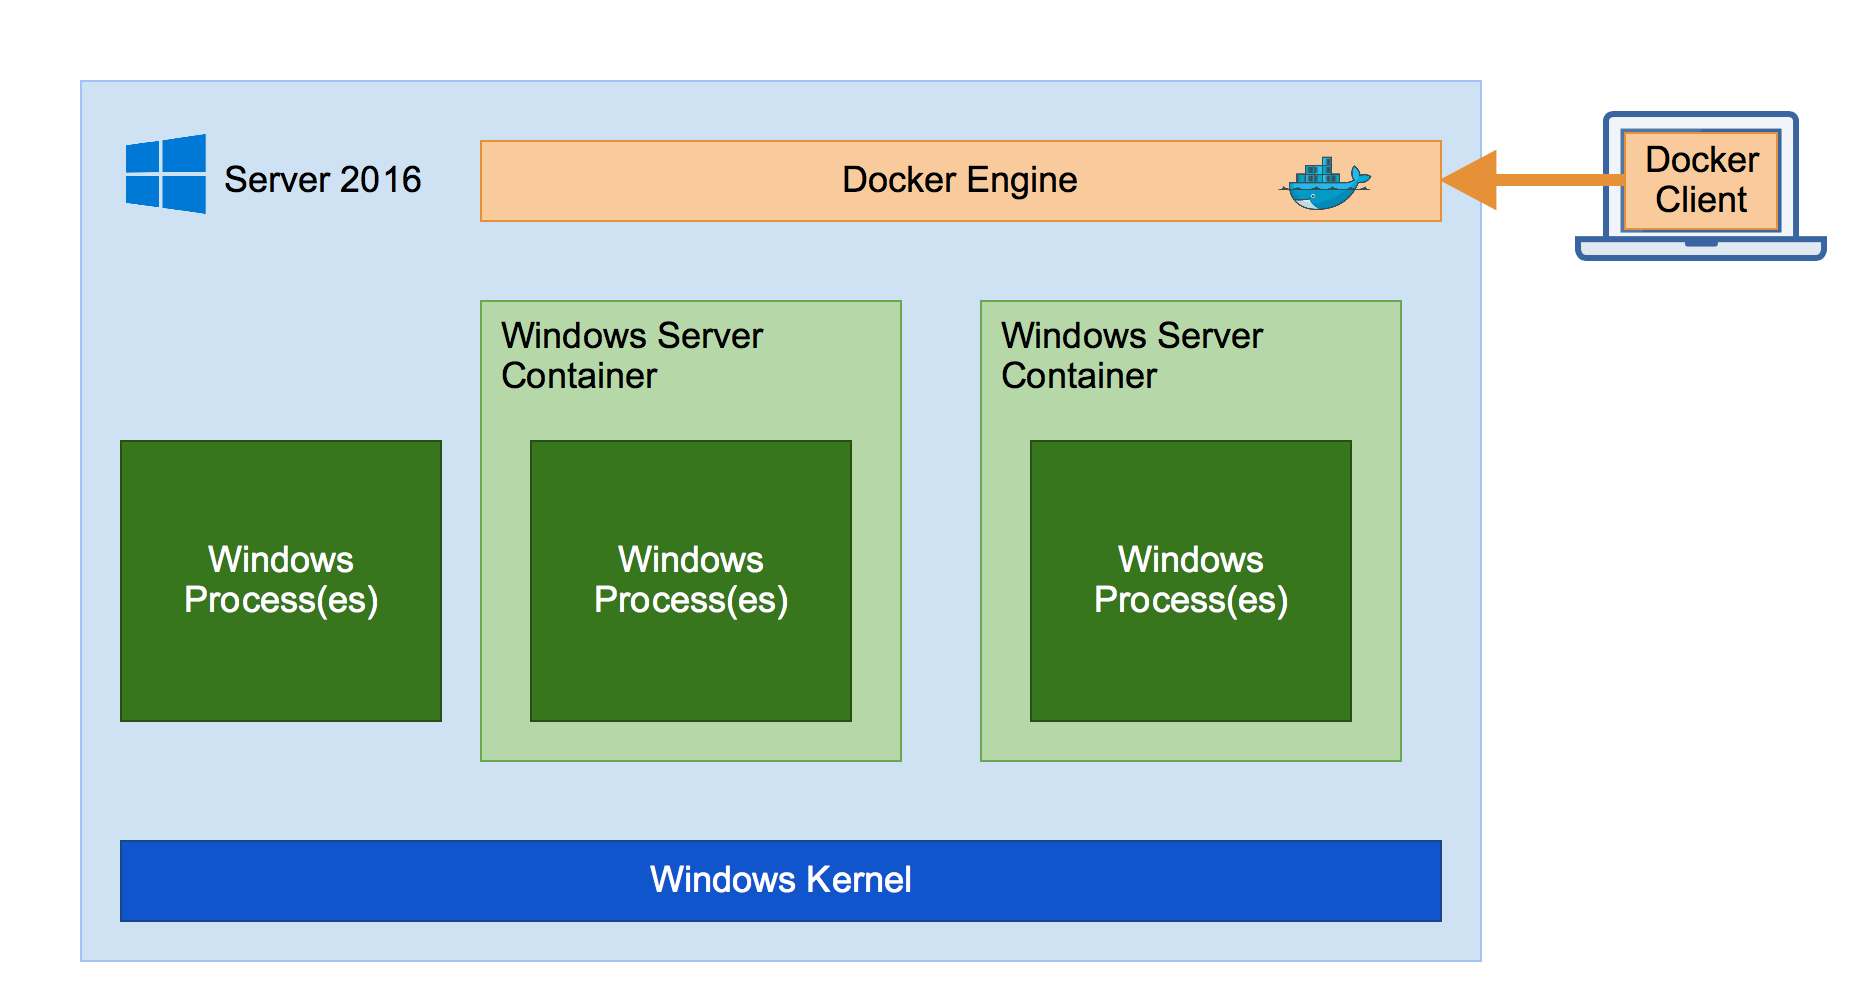 Server 2016
Docker Engine
Docker
Client
Windows Server
Container
Windows Server
Container
Windows
Process(es)
Windows
Process(es)
Windows
Process(es)
Windows Kernel